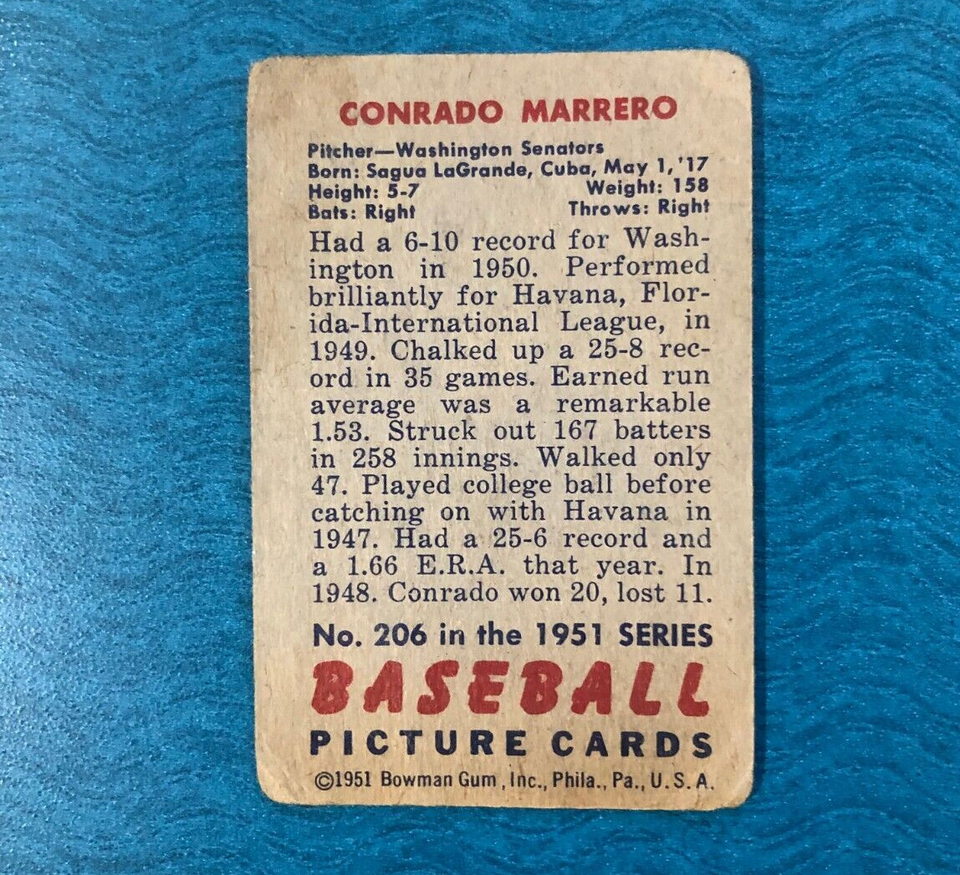 CONRADO MARRERO
Pitcher—Washington Senators
Born: Sagua LaGrande, Cuba, May 1, '17
Height: 5-7 Weight: 158
Bats: Right Throws: Right
Had a 6-10 record for Wash-
ington in 1950. Performed
brilliantly for Havana, Flor-
ida-International League, in
1949. Chalked up a 25-8 rec-
ord in 35 games. Earned run
average was a remarkable
1.53. Struck out 167 batters
in 258 innings. Walked only
47. Played college ball before
catching on with Havana in
1947. Had a 25-6 record and
a 1.66 E.R.A. that year. In
1948. Conrado won 20, lost 11.
No. 206 in the 1951 SERIES
BASEBALL
PICTURE CARDS
©1951 Bowman Gum, Inc., Phila., Pa., U.S.A.